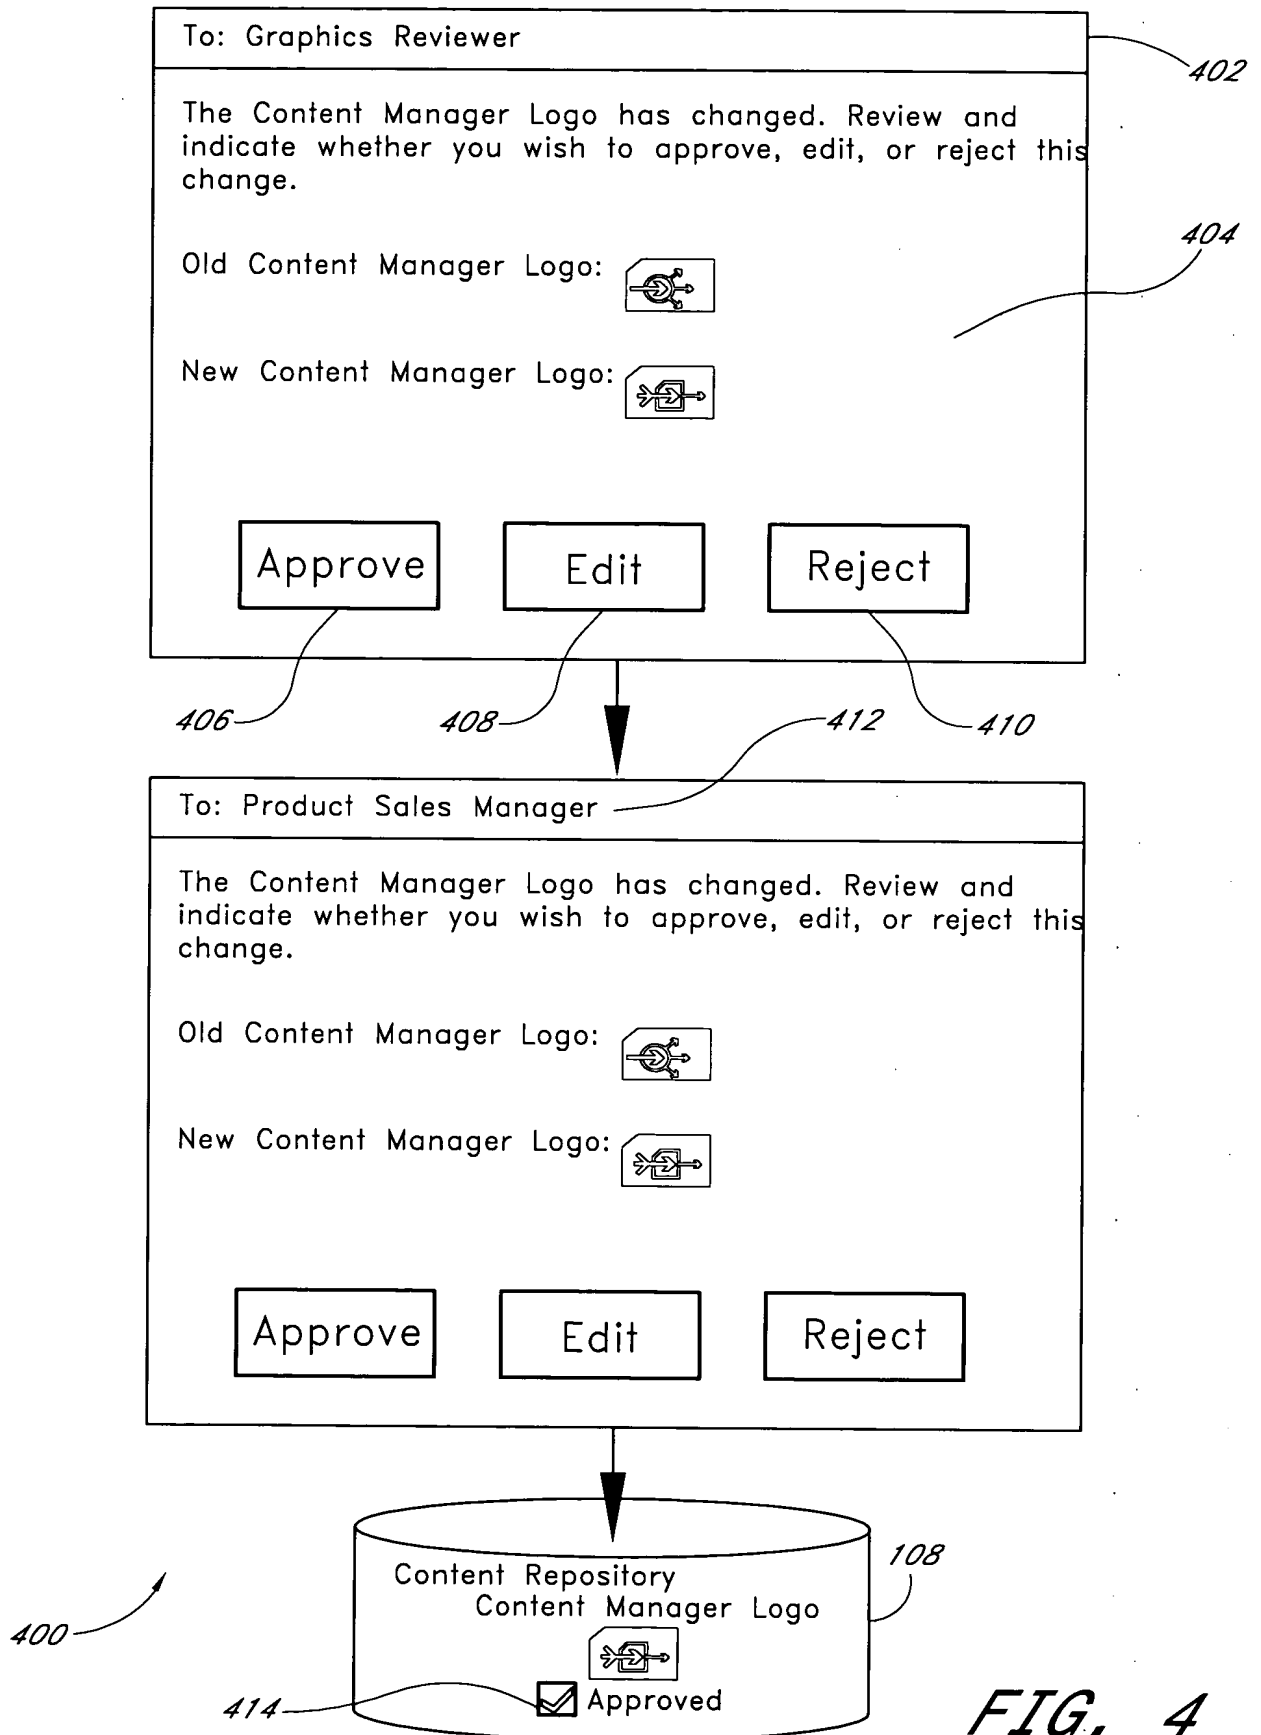 To: Graphics Reviewer
402
The Content Manager Logo has changed. Review and
indicate whether you wish to approve, edit, or reject this
change.
404
Old Content Manager Logo:
New Content Manager Logo:
Approve Edit Reject
406 408 412 410
To: Product Sales Manager
The Content Manager Logo has changed. Review and
indicate whether you wish to approve, edit, or reject this
change.
Old Content Manager Logo:
New Content Manager Logo:
Approve Edit Reject
108
Content Repository
Content Manager Logo
400
414 Approved
FIG. 4